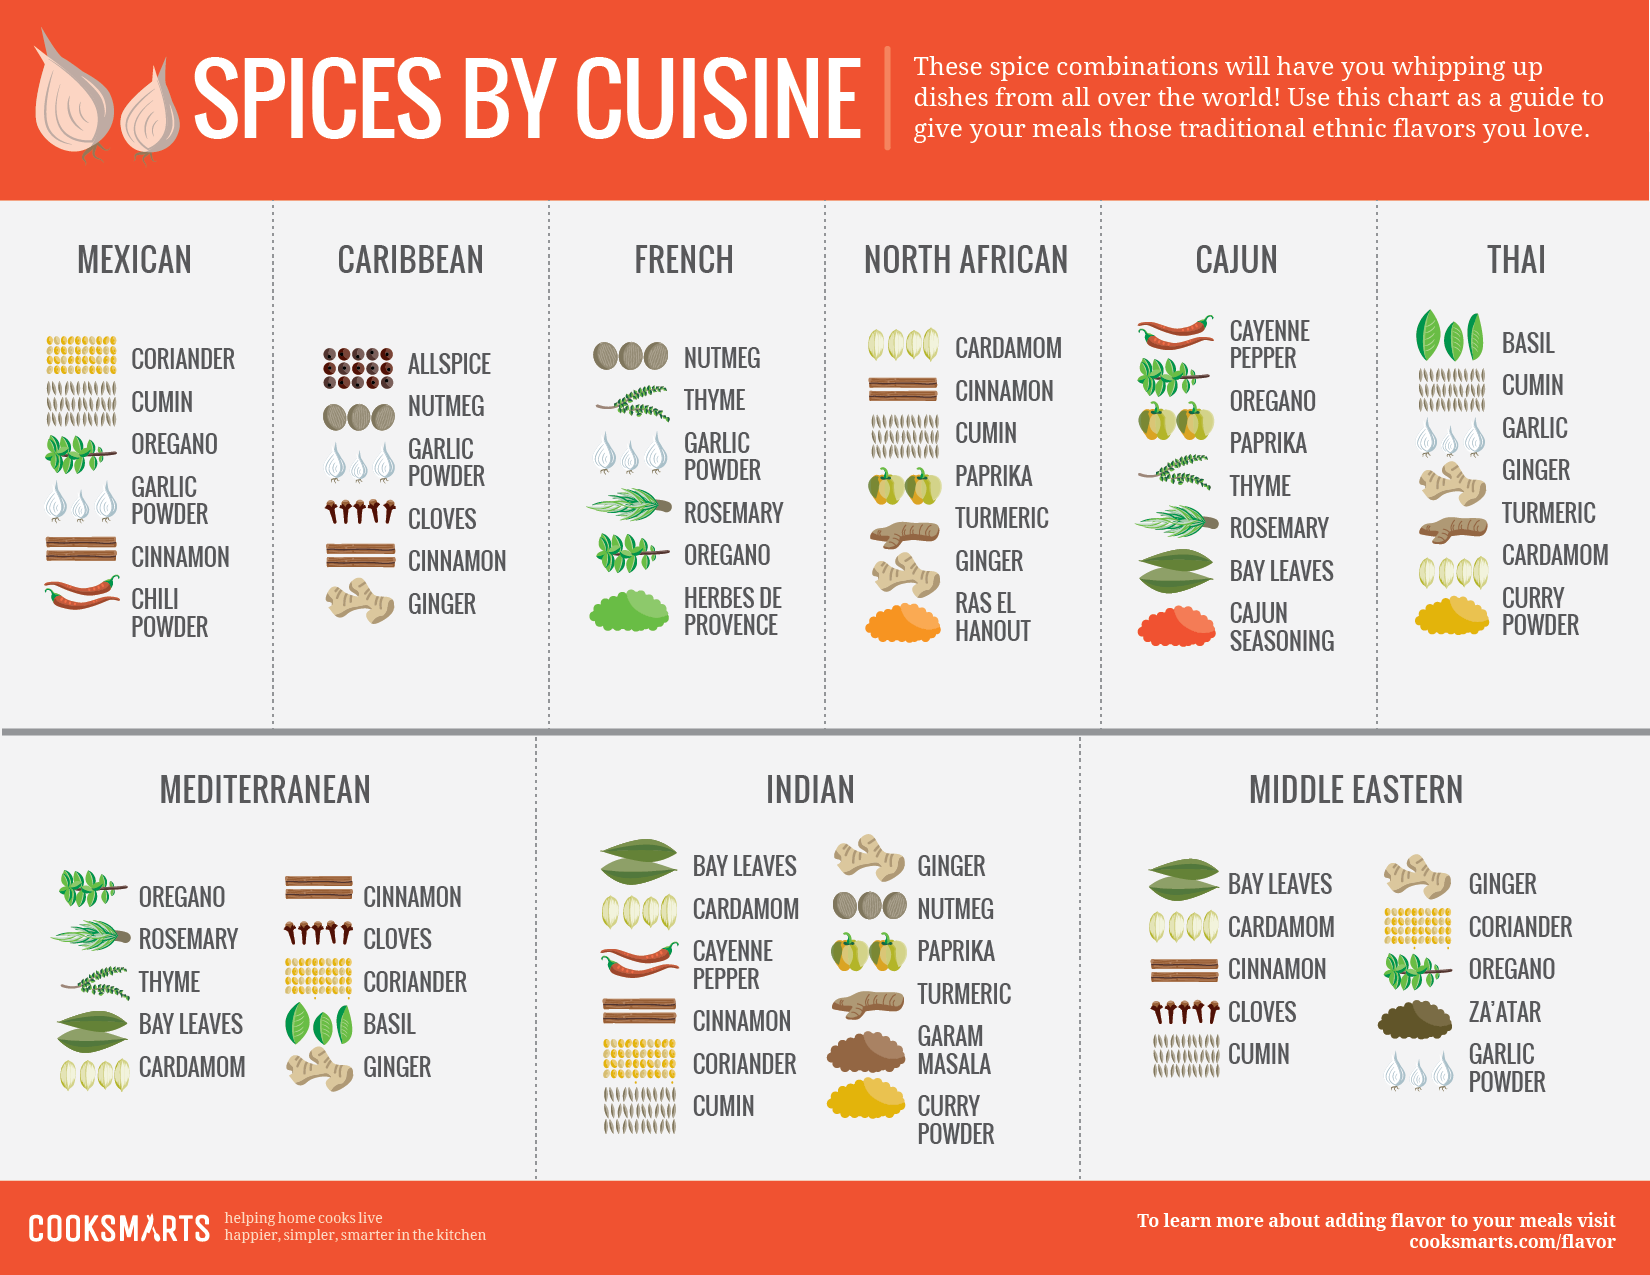 SPICES BY CUISINE
These spice combinations will have you whipping up
dishes from all over the world! Use this chart as a guide to
give your meals those traditional ethnic flavors you love.
MEXICAN
CORIANDER
CUMIN
OREGANO
GARLIC
POWDER
CINNAMON
CHILI
POWDER
CARIBBEAN
ALLSPICE
NUTMEG
GARLIC
POWDER
CLOVES
CINNAMON
GINGER
FRENCH
NUTMEG
THYME
GARLIC
POWDER
ROSEMARY
OREGANO
HERBES DE
PROVENCE
NORTH AFRICAN
CARDAMOM
CINNAMON
CUMIN
PAPRIKA
TURMERIC
GINGER
RAS EL
HANOUT
CAJUN
CAYENNE
PEPPER
OREGANO
PAPRIKA
THYME
ROSEMARY
BAY LEAVES
CAJUN
SEASONING
THAI
BASIL
CUMIN
GARLIC
GINGER
TURMERIC
CARDAMOM
CURRY
POWDER
MEDITERRANEAN
OREGANO
ROSEMARY
THYME
BAY LEAVES
CARDAMOM
CINNAMON
CLOVES
CORIANDER
BASIL
GINGER
INDIAN
BAY LEAVES
CARDAMOM
CAYENNE
PEPPER
CINNAMON
CORIANDER
CUMIN
GINGER
NUTMEG
PAPRIKA
TURMERIC
GARAM
MASALA
CURRY
POWDER
MIDDLE EASTERN
BAY LEAVES
CARDAMOM
CINNAMON
CLOVES
CUMIN
GINGER
CORIANDER
OREGANO
ZA'ATAR
GARLIC
POWDER
COOKSMARTS
helping home cooks live
happier, simpler, smarter in the kitchen
To learn more about adding flavor to your meals visit
cooksmarts.com/flavor